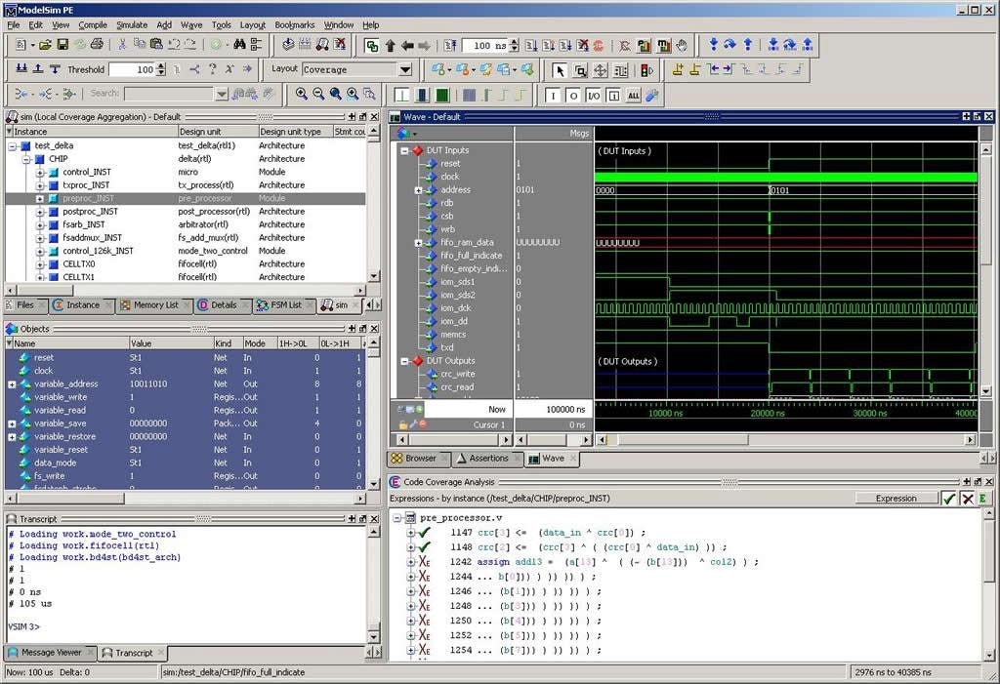 ModelSim PE
File Edit View Compile Simulate Add Wave Tools Layout Bookmarks Window Help
100 ns
Threshold 100 Layout Coverage
Search:
I O I/O ALL
sim (Local Coverage Aggregation) - Default
Instance Design unit Design unit type Stmt cou
test_delta test_delta(rtl1) Architecture
CHIP delta(rtl) Architecture
control_INST micro Module
txproc_INST tx_process(rtl) Architecture
preproc_INST pre_processor Module
postproc_INST post_processor(rtl) Architecture
fsarb_INST arbitrator(rtl) Architecture
fsaddmux_INST fs_add_mux(rtl) Architecture
control_126k_INST mode_two_control Module
CELLTX0 fifocell(rtl) Architecture
CELLTX1 fifocell(rtl) Architecture
Files Instance Memory List Details FSM List sim
Objects
Name Value Kind Mode 1H->0L 0L->1H
reset St1 Net In 0 1
clock St1 Net In 1 1
variable_address 10011010 Net Out 8 8
variable_write 1 Regis... Out 1 1
variable_read 0 Regis... Out 1 1
variable_save 00000000 Pack... Out 4 0
variable_restore 00000000 Net Out 0 0
variable_reset St1 Net In 0 1
data_mode St1 Net In 0 1
fs_write 1 Regis... Out 0 1
Transcript
# Loading work.mode_two_control
# Loading work.fifocell(rtl)
# Loading work.bd4st(bd4st_arch)
# 1
# 1
# 0 ns
# 105 us
VSIM 3>
Message Viewer Transcript
Wave - Default
Msgs
DUT Inputs ( DUT Inputs )
reset 1
clock 1
address 0101 0000 0101
rdb 1
csb 1
wrb 1
fifo_ram_data UUUUUUUU UUUUUUUU
fifo_full_indicate 1
fifo_empty_indi... 0
iom_sds1 0
iom_sds2 0
iom_dck 0
iom_dd 0
memcs 1
txd 1
DUT Outputs ( DUT Outputs )
crc_write 1
crc_read 1
Now 100000 ns 10000 ns 20000 ns 30000 ns 40000
Cursor 1 0 ns
Browser Assertions Wave
Code Coverage Analysis
Expressions - by instance (/test_delta/CHIP/preproc_INST) Expression E
pre_processor.v
1147 crc[3] <= (data_in ^ crc[0]) ;
1148 crc[2] <= (crc[3] ^ ( (crc[0] ^ data_in) )) ;
1242 assign add13 = (a[13] ^ ( (~ (b[13])) ^ col2) ) ;
1244 ... b[0])) ) )) )) ) ;
1246 ... (b[1])) ) )) )) ) ;
1248 ... (b[3])) ) )) )) ) ;
1250 ... (b[4])) ) )) )) ) ;
1252 ... (b[5])) ) )) )) ) ;
1254 ... (b[7])) ) )) )) ) ;
Now: 100 us Delta: 0 sim:/test_delta/CHIP/fifo_full_indicate 2976 ns to 40385 ns